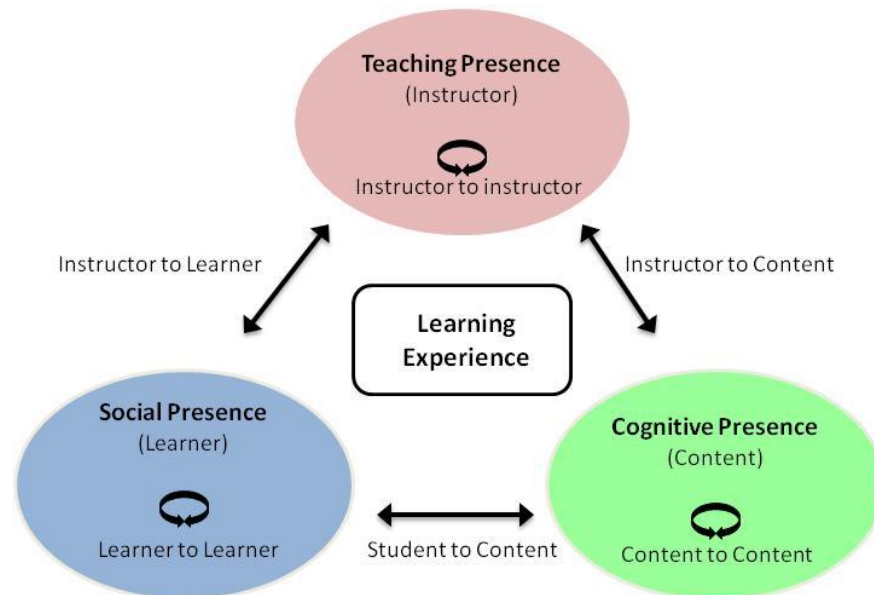 Teaching Presence
(Instructor)
Instructor to instructor
Instructor to Learner
Instructor to Content
Learning
Experience
Social Presence
(Learner)
Learner to Learner
Student to Content
Cognitive Presence
(Content)
Content to Content